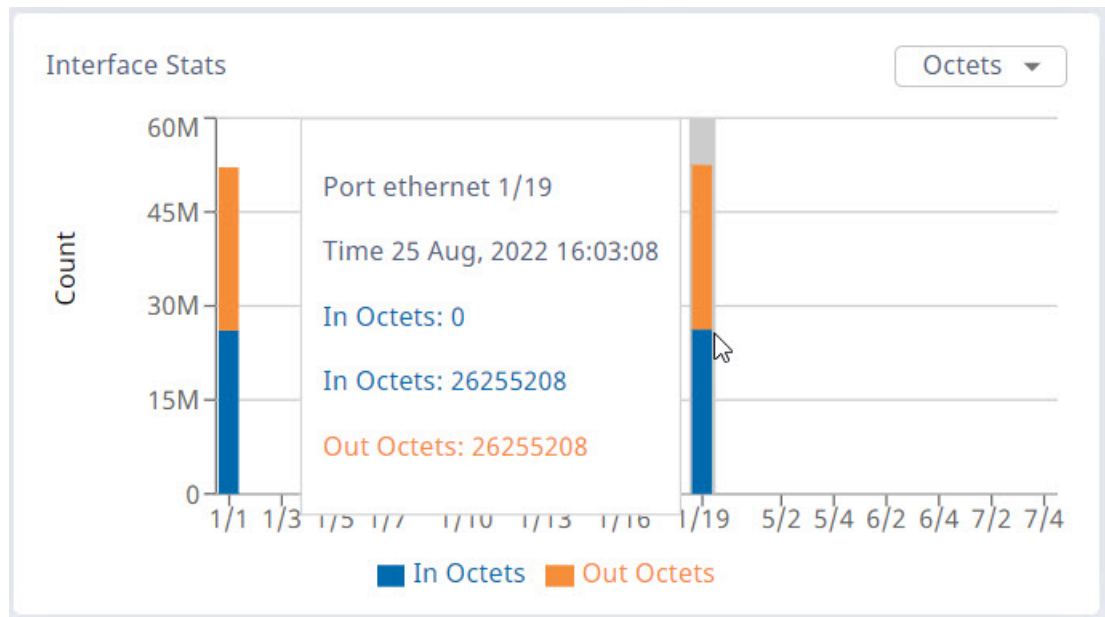 Interface Stats
Octets
60M
45M
30M
15M
0
Count
Port ethernet 1/19
Time 25 Aug, 2022 16:03:08
In Octets: 0
In Octets: 26255208
Out Octets: 26255208
1/1 1/3 1/5 1/7 1/10 1/13 1/16 1/19 5/2 5/4 6/2 6/4 7/2 7/4
In Octets Out Octets